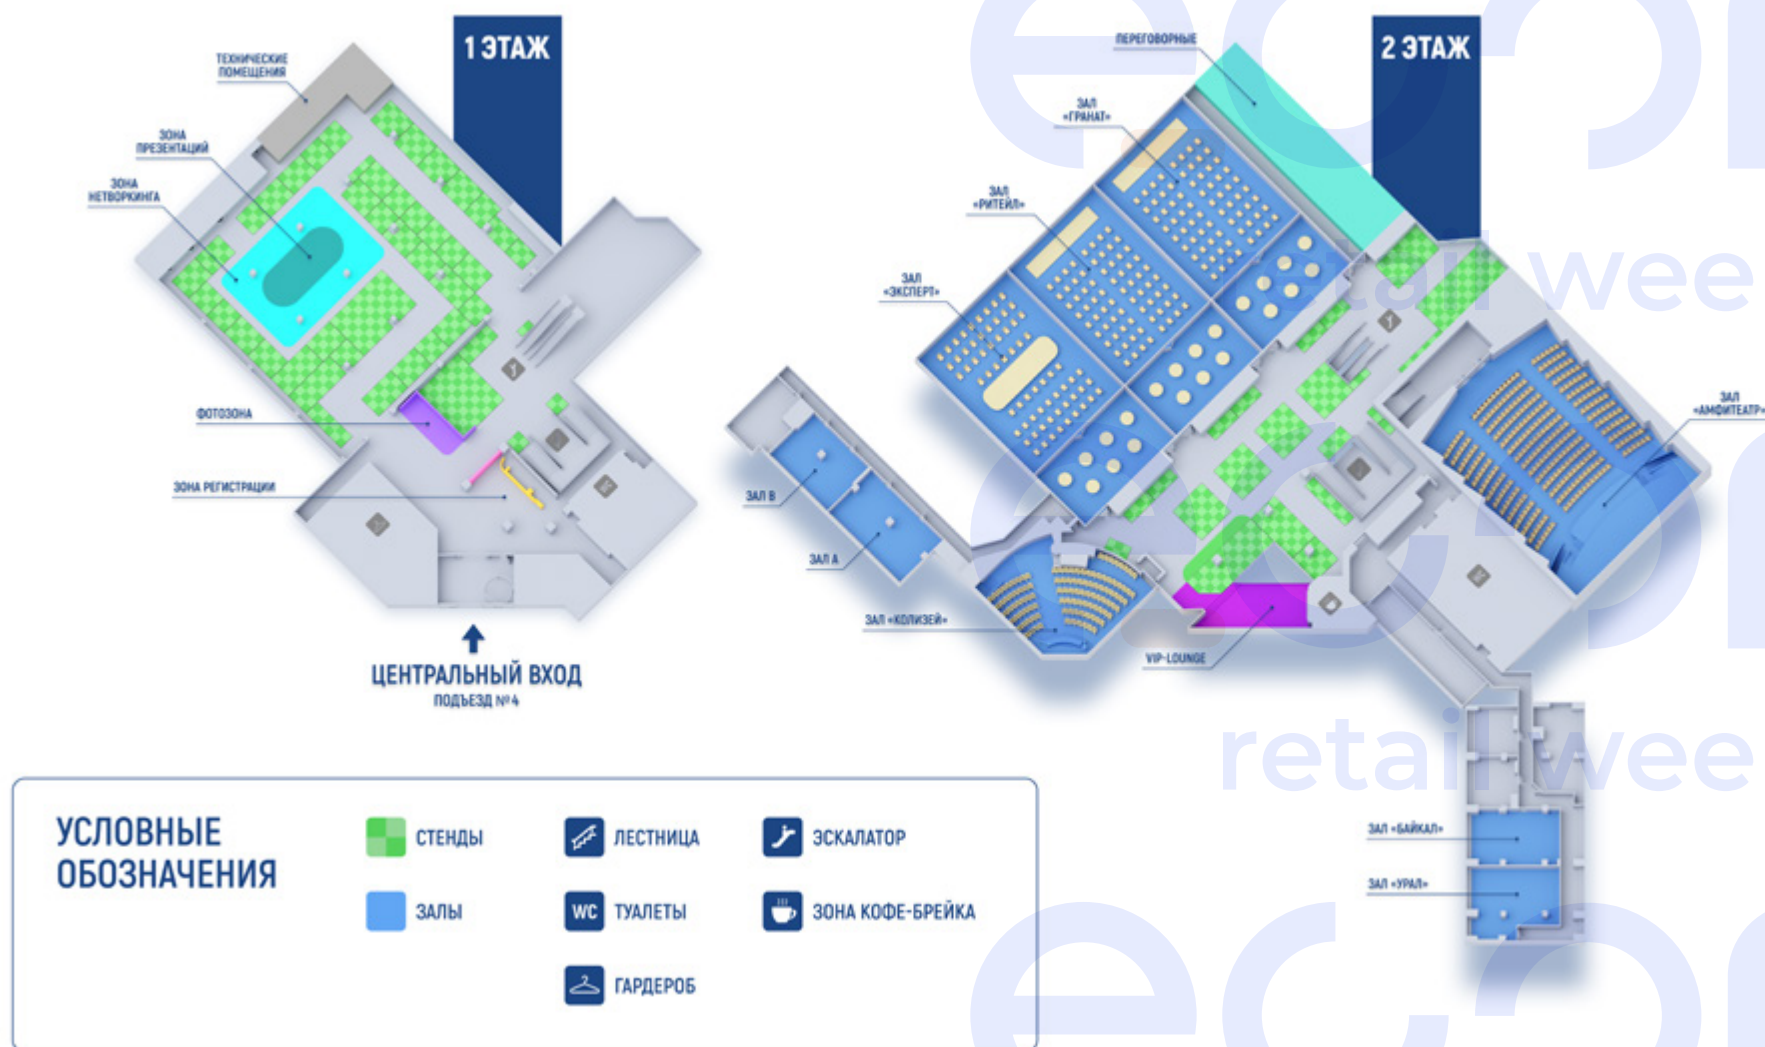 1 ЭТАЖ
ТЕХНИЧЕСКИЕ
ПОМЕЩЕНИЯ
ЗОНА
ПРЕЗЕНТАЦИЙ
ЗОНА
НЕТВОРКИНГА
ФОТОЗОНА
ЗОНА РЕГИСТРАЦИИ
ЦЕНТРАЛЬНЫЙ ВХОД
ПОДЪЕЗД №4
2 ЭТАЖ
ПЕРЕГОВОРНЫЕ
ЗАЛ
«ГРАНАТ»
ЗАЛ
«РИТЕЙЛ»
ЗАЛ
«ЭКСПЕРТ»
ЗАЛ
«АМФИТЕАТР»
ЗАЛ B
ЗАЛ A
ЗАЛ «КОЛИЗЕЙ»
VIP-LOUNGE
ЗАЛ «БАЙКАЛ»
ЗАЛ «УРАЛ»
УСЛОВНЫЕ
ОБОЗНАЧЕНИЯ
СТЕНДЫ
ЗАЛЫ
ЛЕСТНИЦА
WC ТУАЛЕТЫ
ГАРДЕРОБ
ЭСКАЛАТОР
ЗОНА КОФЕ-БРЕЙКА
retail wee
retail wee